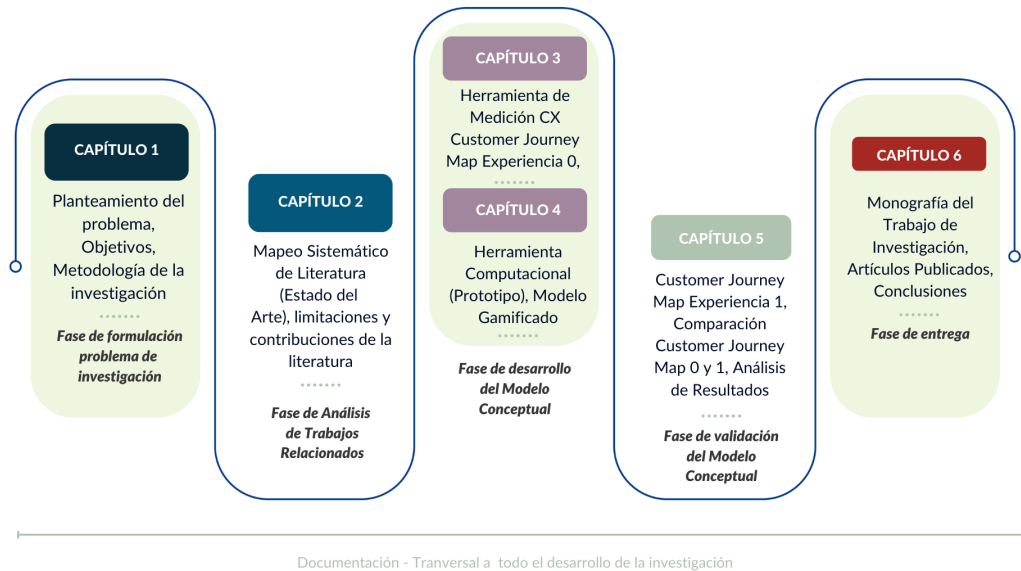 CAPÍTULO 1
Planteamiento del
problema,
Objetivos,
Metodología de la
investigación
Fase de formulación
problema de
investigación
CAPÍTULO 2
Mapeo Sistemático
de Literatura
(Estado del
Arte), limitaciones y
contribuciones de la
literatura
Fase de Análisis
de Trabajos
Relacionados
CAPÍTULO 3
Herramienta de
Medición CX
Customer Journey
Map Experiencia 0,
CAPÍTULO 4
Herramienta
Computacional
(Prototipo), Modelo
Gamificado
Fase de desarrollo
del Modelo
Conceptual
CAPÍTULO 5
Customer Journey
Map Experiencia 1,
Comparación
Customer Journey
Map 0 y 1, Análisis
de Resultados
Fase de validación
del Modelo
Conceptual
CAPÍTULO 6
Monografía del
Trabajo de
Investigación,
Artículos Publicados,
Conclusiones
Fase de entrega
Documentación - Tranversal a todo el desarrollo de la investigación